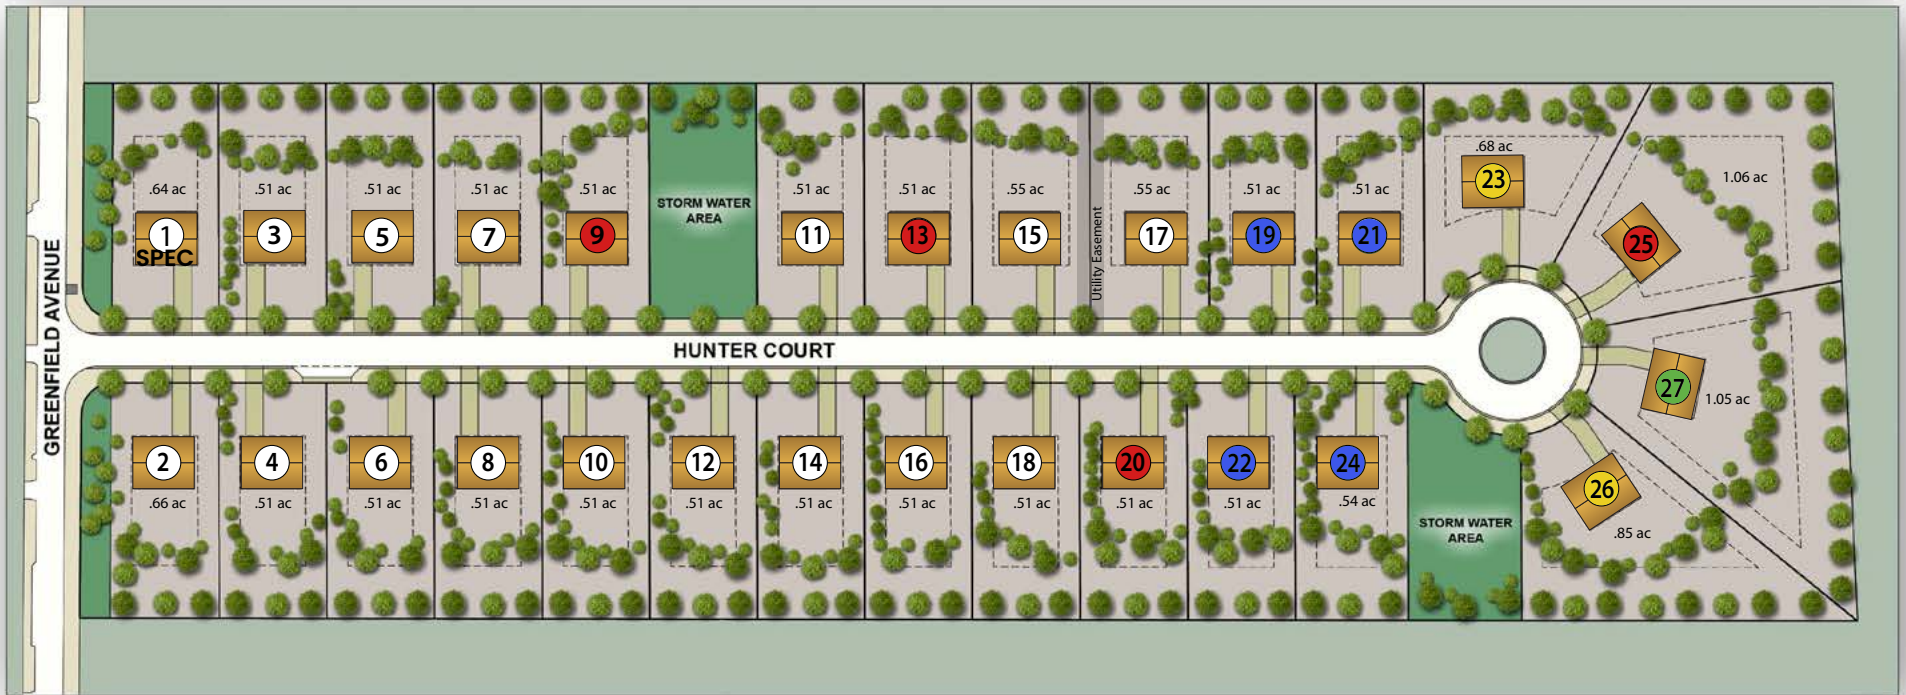 .68 ac
23
1.06 ac
.64 ac
.51 ac
.51 ac
.51 ac
.51 ac
STORM WATER
AREA
.51 ac
.51 ac
.55 ac
.55 ac
.51 ac
.51 ac
1
SPEC
3
5
7
9
11
13
15
Utility Easement
17
19
21
25
GREENFIELD AVENUE
HUNTER COURT
27
1.05 ac
2
4
6
8
10
12
14
16
18
20
22
24
26
.66 ac
.51 ac
.51 ac
.51 ac
.51 ac
.51 ac
.51 ac
.51 ac
.51 ac
.51 ac
.51 ac
.54 ac
STORM WATER
AREA
.85 ac